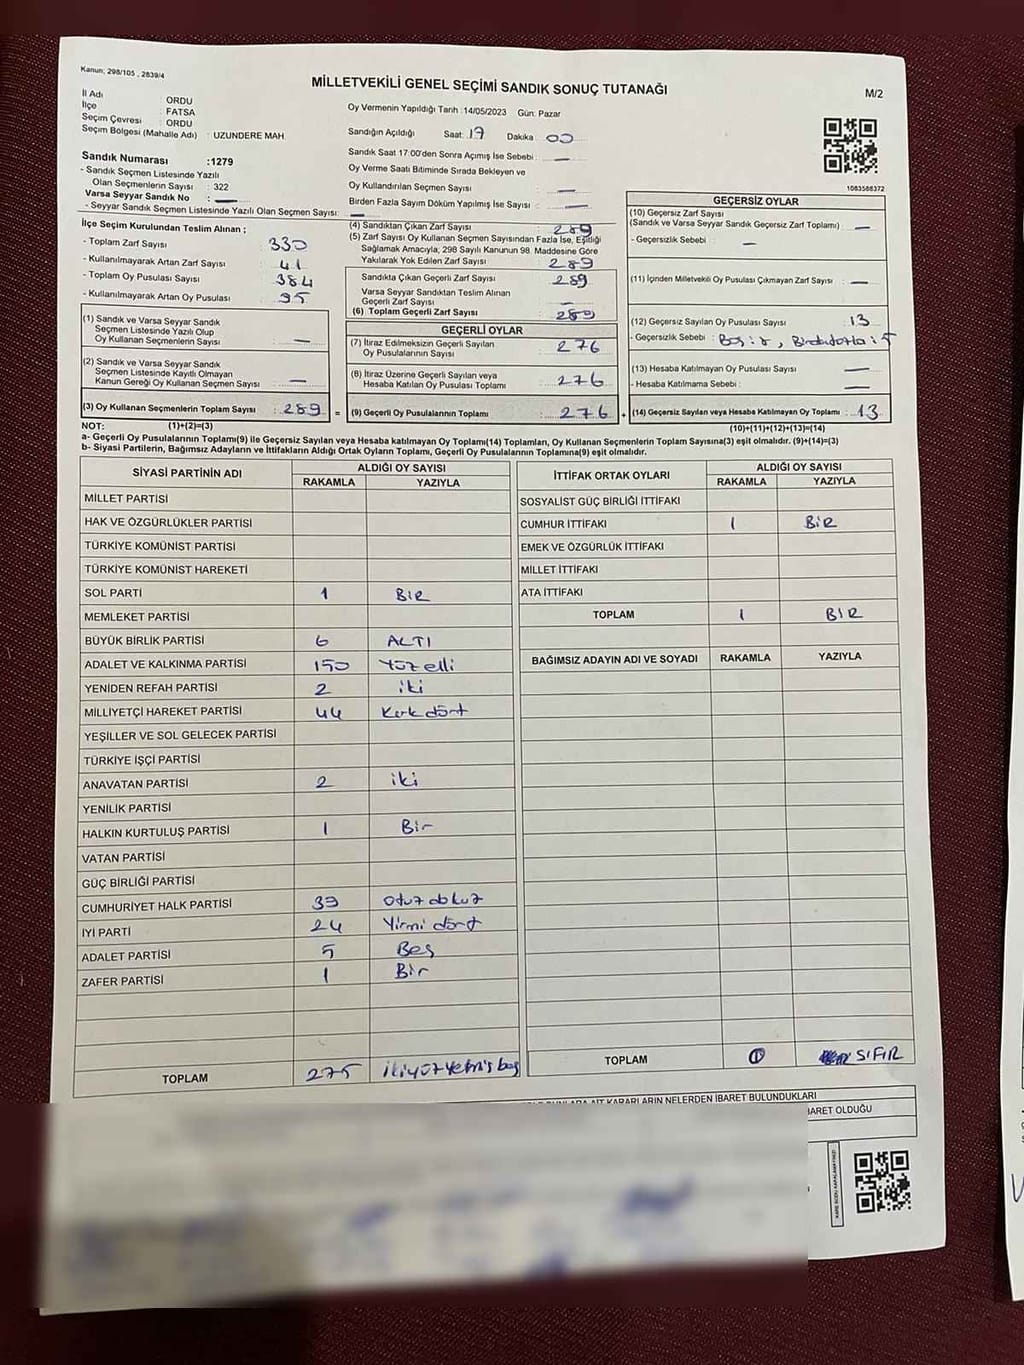 Kanun; 298/105 , 2839/4
MİLLETVEKİLİ GENEL SEÇİMİ SANDIK SONUÇ TUTANAĞI
M/2
İl Adı ORDU
İlçe FATSA
Seçim Çevresi : ORDU
Seçim Bölgesi (Mahalle Adı) : UZUNDERE MAH
Sandık Numarası :1279
- Sandık Seçmen Listesinde Yazılı
Olan Seçmenlerin Sayısı : 322
Varsa Seyyar Sandık No : —
- Seyyar Sandık Seçmen Listesinde Yazılı Olan Seçmen Sayısı: —
Oy Vermenin Yapıldığı Tarih :14/05/2023 Gün: Pazar
Sandığın Açıldığı Saat: 17 Dakika 00
Sandık Saat 17:00'den Sonra Açımış İse Sebebi : —
Oy Verme Saati Bitiminde Sırada Bekleyen ve
Oy Kullandırılan Seçmen Sayısı —
Birden Fazla Sayım Döküm Yapılmış İse Sayısı : —
1083588372
İlçe Seçim Kurulundan Teslim Alınan ;
- Toplam Zarf Sayısı : 330
- Kullanılmayarak Artan Zarf Sayısı : 41
- Toplam Oy Pusulası Sayısı : 384
- Kullanılmayarak Artan Oy Pusulası 95
(1) Sandık ve Varsa Seyyar Sandık
Seçmen Listesinde Yazılı Olup
Oy Kullanan Seçmenlerin Sayısı : —
(2) Sandık ve Varsa Seyyar Sandık
Seçmen Listesinde Kayıtlı Olmayan
Kanun Gereği Oy Kullanan Seçmen Sayısı : —
(3) Oy Kullanan Seçmenlerin Toplam Sayısı : 289 =
(4) Sandıktan Çıkan Zarf Sayısı : 289
(5) Zarf Sayısı Oy Kullanan Seçmen Sayısından Fazla İse, Eşitliği
Sağlamak Amacıyla, 298 Sayılı Kanunun 98. Maddesine Göre
Yakılarak Yok Edilen Zarf Sayısı : 289
Sandıkta Çıkan Geçerli Zarf Sayısı : 289
Varsa Seyyar Sandıktan Teslim Alınan
Geçerli Zarf Sayısı : —
(6) Toplam Geçerli Zarf Sayısı : 289
GEÇERLİ OYLAR
(7) İtiraz Edilmeksizin Geçerli Sayılan
Oy Pusulalarının Sayısı : 276
(8) İtiraz Üzerine Geçerli Sayılan veya
Hesaba Katılan Oy Pusulası Toplamı : 276
(9) Geçerli Oy Pusulalarının Toplamı : 276 +
GEÇERSİZ OYLAR
(10) Geçersiz Zarf Sayısı
(Sandık ve Varsa Seyyar Sandık Geçersiz Zarf Toplamı) : —
- Geçersizlik Sebebi : —
(11) İçinden Milletvekili Oy Pusulası Çıkmayan Zarf Sayısı : —
(12) Geçersiz Sayılan Oy Pusulası Sayısı : 13
- Geçersizlik Sebebi :
(13) Hesaba Katılmayan Oy Pusulası Sayısı : —
- Hesaba Katılmama Sebebi : —
(14) Geçersiz Sayılan veya Hesaba Katılmayan Oy Toplamı : 13
NOT: (1)+(2)=(3)
(10)+(11)+(12)+(13)=(14)
a- Geçerli Oy Pusulalarının Toplamı(9) ile Geçersiz Sayılan veya Hesaba katılmayan Oy Toplamı(14) Toplamları, Oy Kullanan Seçmenlerin Toplam Sayısına(3) eşit olmalıdır. (9)+(14)=(3)
b- Siyasi Partilerin, Bağımsız Adayların ve İttifakların Aldığı Ortak Oyların Toplamı, Geçerli Oy Pusulalarının Toplamına(9) eşit olmalıdır.
SİYASİ PARTİNİN ADI ALDIĞI OY SAYISI
RAKAMLA YAZIYLA
MİLLET PARTİSİ
HAK VE ÖZGÜRLÜKLER PARTİSİ
TÜRKİYE KOMÜNİST PARTİSİ
TÜRKİYE KOMÜNİST HAREKETİ
SOL PARTİ 1 BİR
MEMLEKET PARTİSİ
BÜYÜK BİRLİK PARTİSİ 6 ALTI
ADALET VE KALKINMA PARTİSİ 150 Yüz elli
YENİDEN REFAH PARTİSİ 2 iki
MİLLİYETÇİ HAREKET PARTİSİ 44 Kırk dört
YEŞİLLER VE SOL GELECEK PARTİSİ
TÜRKİYE İŞÇİ PARTİSİ
ANAVATAN PARTİSİ 2 iki
YENİLİK PARTİSİ
HALKIN KURTULUŞ PARTİSİ 1 Bir
VATAN PARTİSİ
GÜÇ BİRLİĞİ PARTİSİ
CUMHURİYET HALK PARTİSİ 39 otuz dokuz
İYİ PARTİ 24 Yirmi dört
ADALET PARTİSİ 5 Beş
ZAFER PARTİSİ 1 Bir
TOPLAM 275 ikiyüz yetmiş beş
İTTİFAK ORTAK OYLARI ALDIĞI OY SAYISI
RAKAMLA YAZIYLA
SOSYALİST GÜÇ BİRLİĞİ İTTİFAKI
CUMHUR İTTİFAKI 1 BİR
EMEK VE ÖZGÜRLÜK İTTİFAKI
MİLLET İTTİFAKI
ATA İTTİFAKI
TOPLAM 1 BİR
BAĞIMSIZ ADAYIN ADI VE SOYADI RAKAMLA YAZIYLA
TOPLAM 0 SIFIR
KARARLARIN NELERDEN İBARET BULUNDUKLARI
OLDUĞU